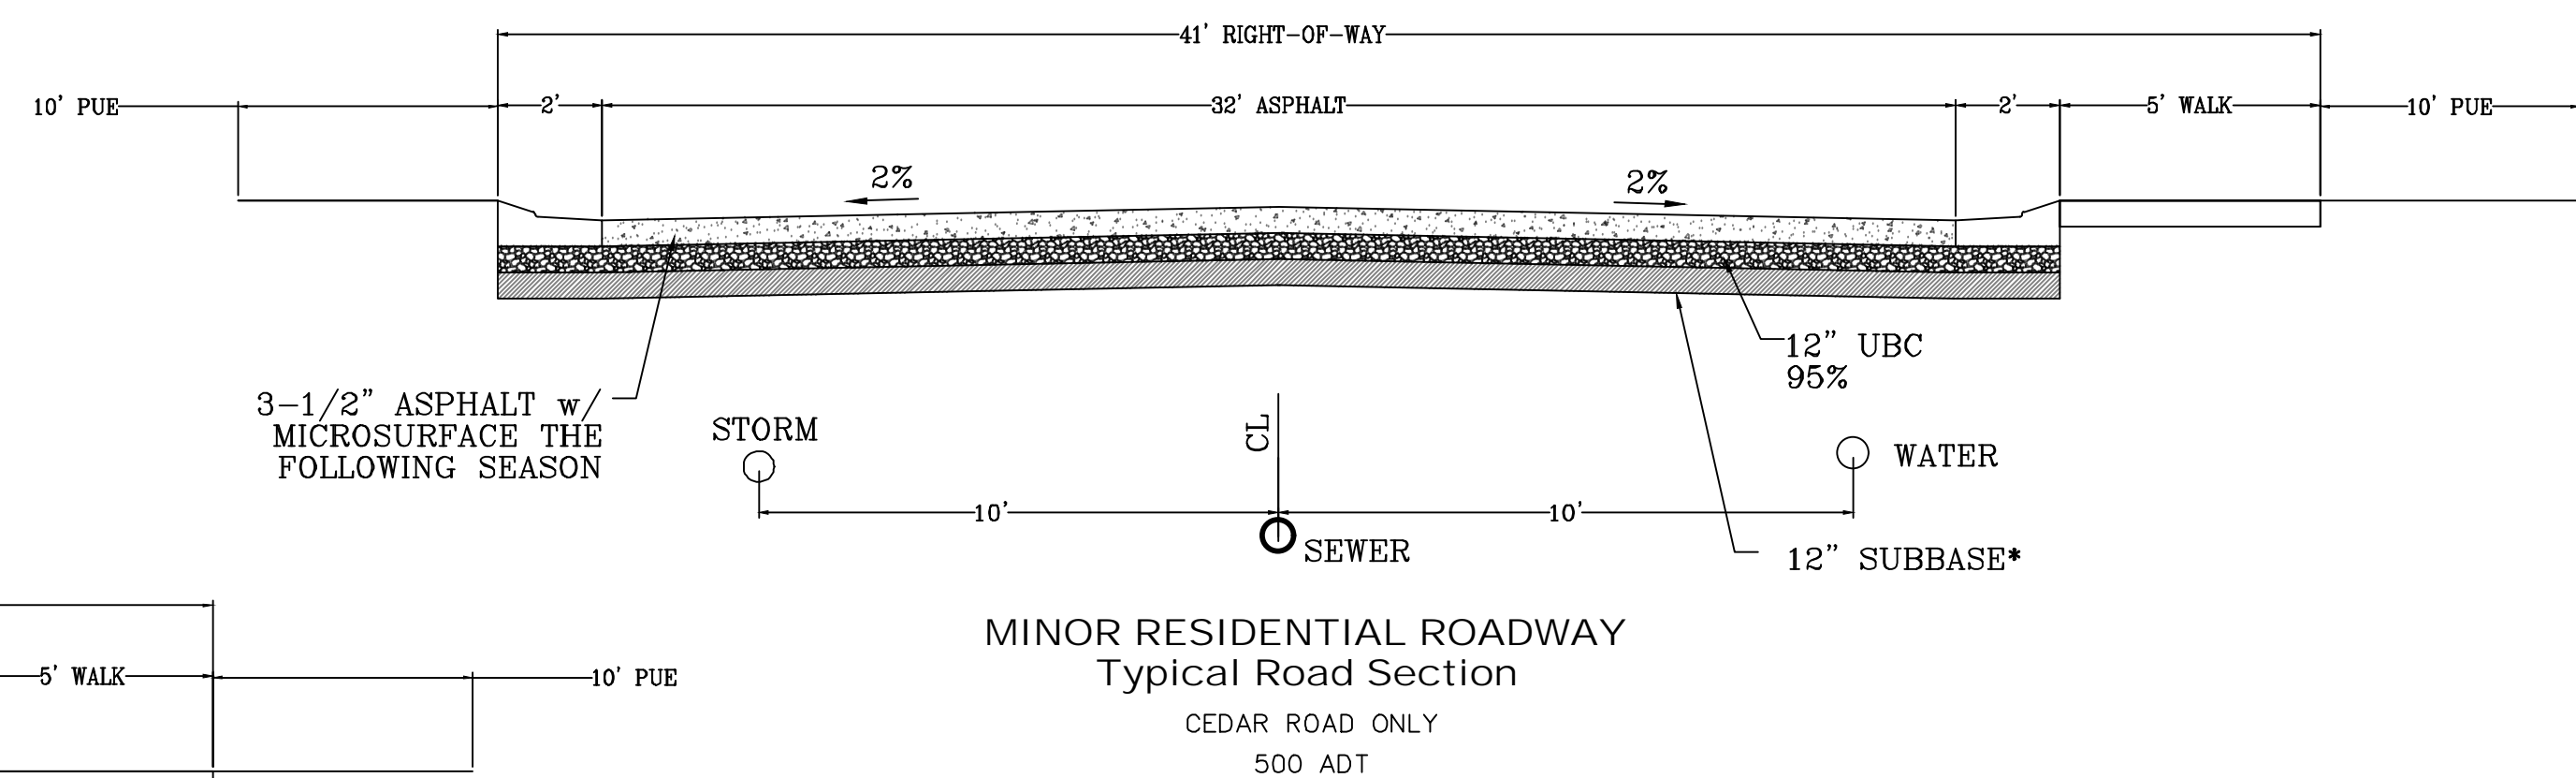 41' RIGHT-OF-WAY
10' PUE
2'
32' ASPHALT
2'
5' WALK
10' PUE
2%
2%
12" UBC
95%
3-1/2" ASPHALT w/
MICROSURFACE THE
FOLLOWING SEASON
STORM
CL
WATER
10'
10'
SEWER
12" SUBBASE*
MINOR RESIDENTIAL ROADWAY
Typical Road Section
CEDAR ROAD ONLY
500 ADT
5' WALK
10' PUE